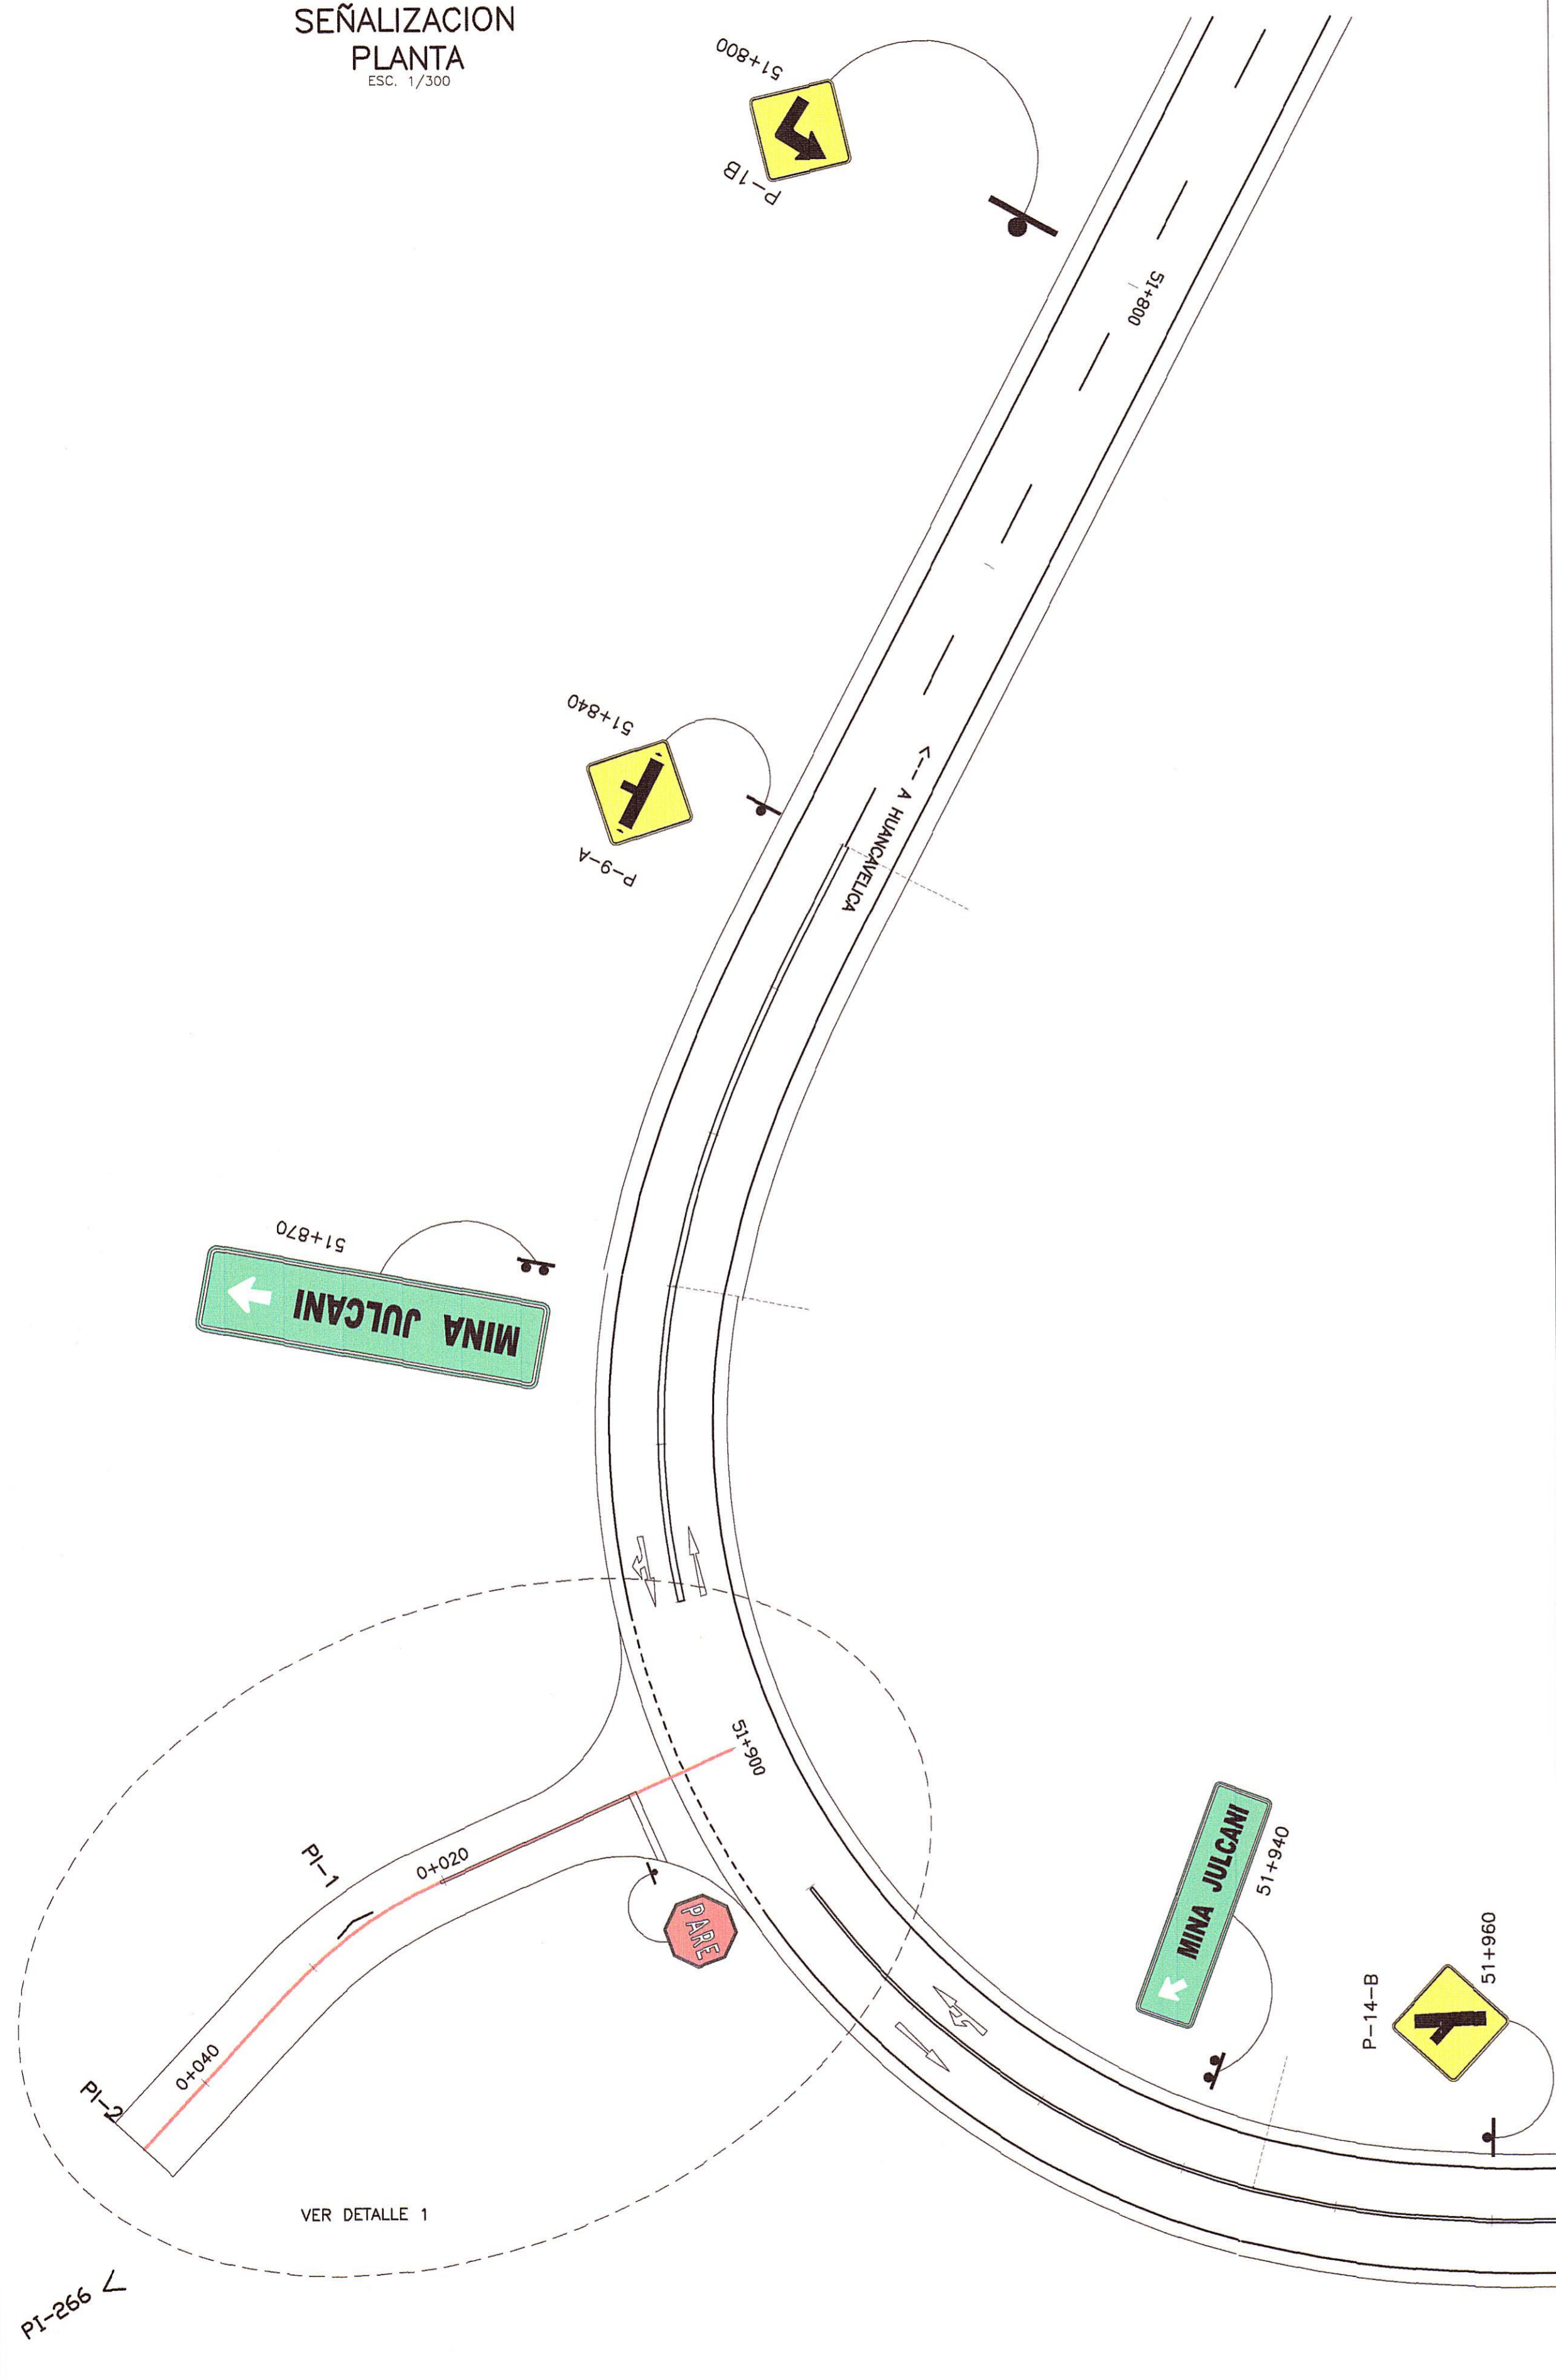 SEÑALIZACION
PLANTA
ESC. 1/300
51+800
P-1B
51+800
51+840
P-9-A
<-- A HUANCAVELICA
51+870
MINA JULCANI
51+900
PI-1
0+020
PARE
MINA JULCANI
51+940
51+960
P-14-B
0+040
PI-2
VER DETALLE 1
PI-266